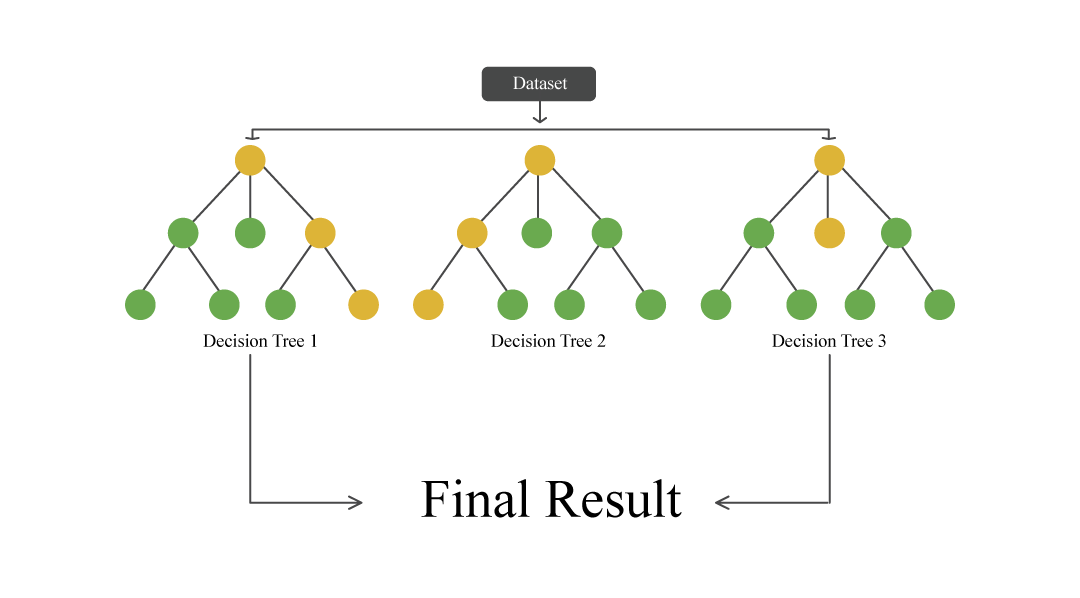 Dataset
Decision Tree 1
Decision Tree 2
Decision Tree 3
Final Result